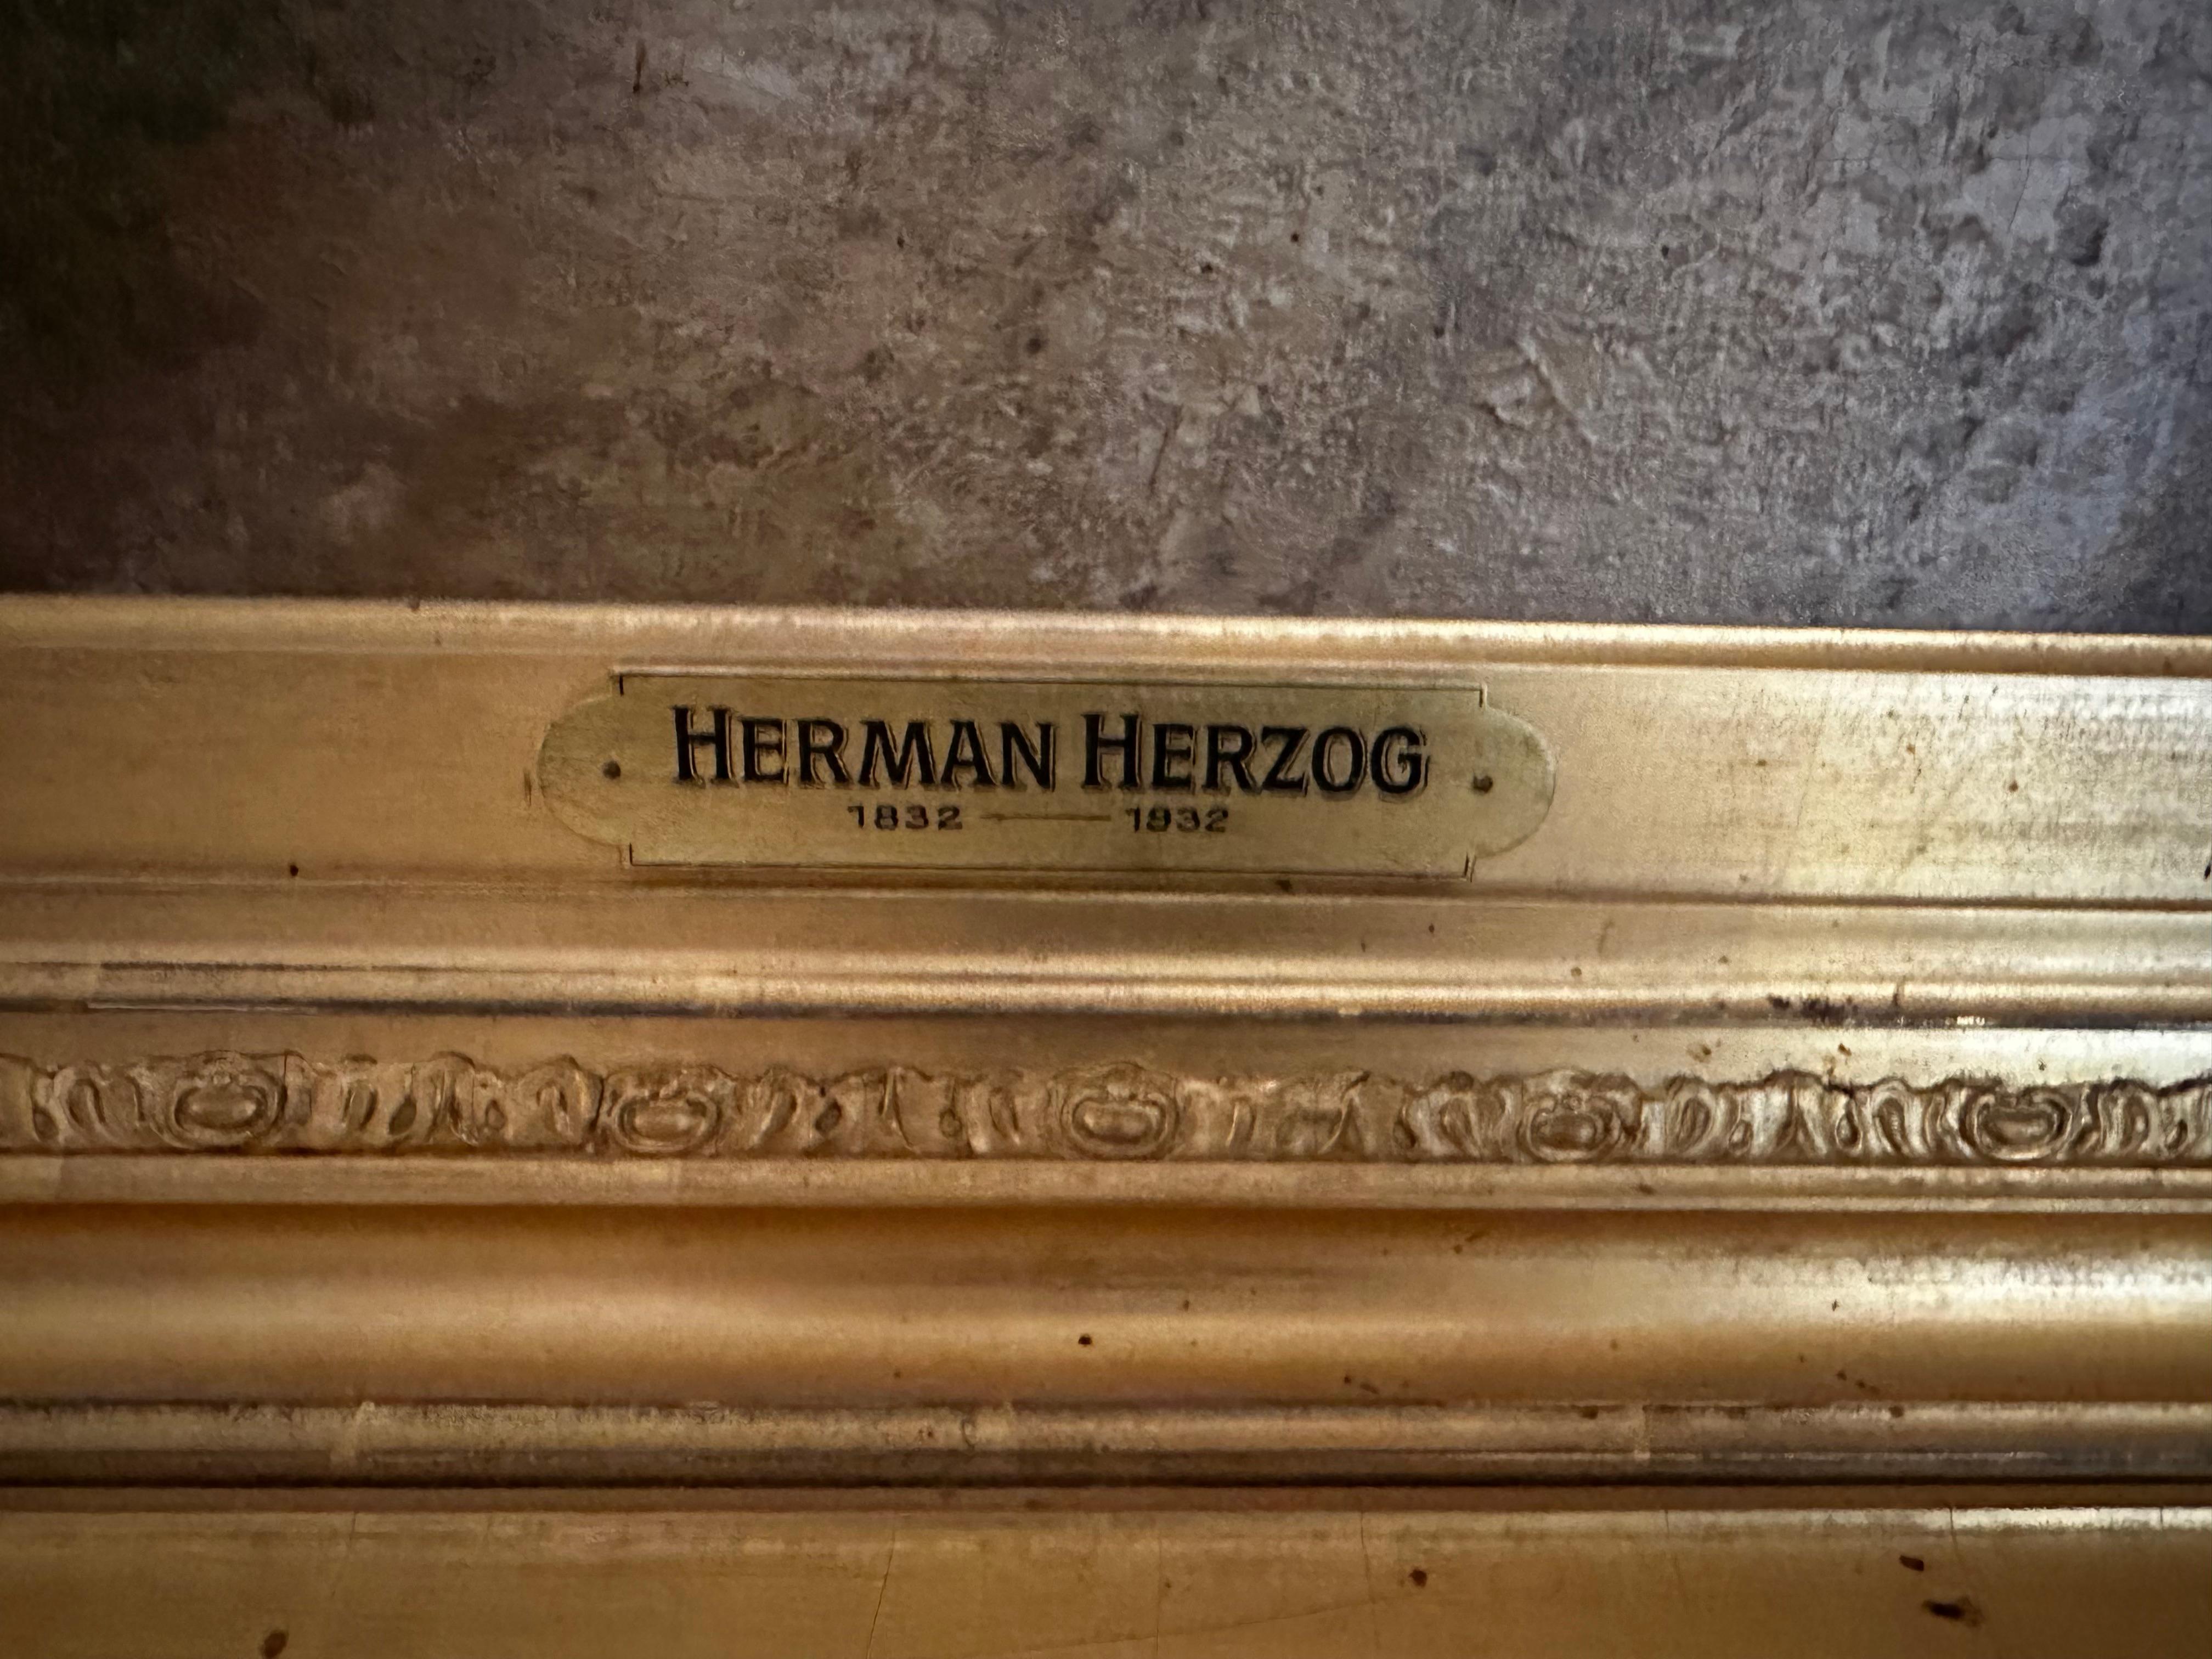 HERMAN HERZOG
1832 — 1932